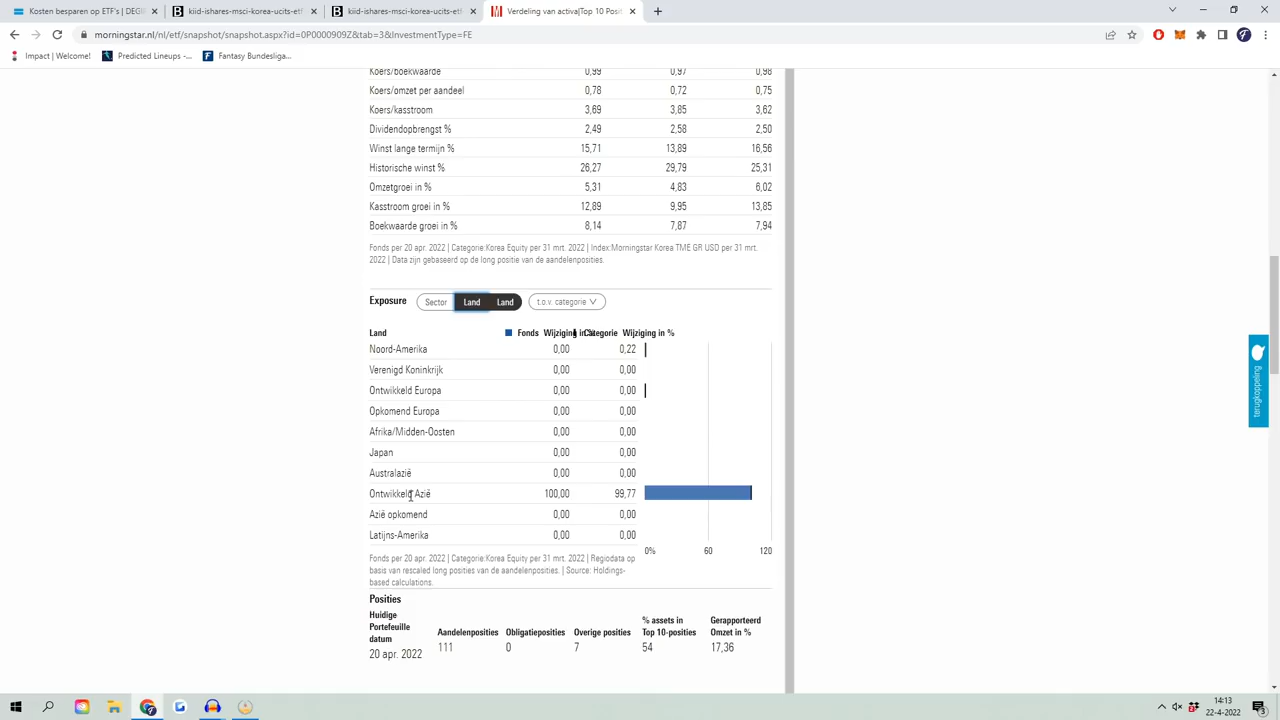 Kosten besparen op ETF's | DEGIR
kiid-ishares-msci-korea-ucits-etf
kiid-ishares-msci-korea-ucits-etf
Verdeling van activa|Top 10 Posit
morningstar.nl/nl/etf/snapshot/snapshot.aspx?id=0P0000909Z&tab=3&InvestmentType=FE
Impact | Welcome!
Predicted Lineups -...
Fantasy Bundesliga...
Koers/boekwaarde 0,99 0,97 0,98
Koers/omzet per aandeel 0,78 0,72 0,75
Koers/kasstroom 3,69 3,85 3,62
Dividendopbrengst % 2,49 2,58 2,50
Winst lange termijn % 15,71 13,89 16,56
Historische winst % 26,27 29,79 25,31
Omzetgroei in % 5,31 4,83 6,02
Kasstroom groei in % 12,89 9,95 13,85
Boekwaarde groei in % 8,14 7,87 7,94
Fonds per 20 apr. 2022 | Categorie:Korea Equity per 31 mrt. 2022 | Index:Morningstar Korea TME GR USD per 31 mrt.
2022 | Data zijn gebaseerd op de long positie van de aandelenposities.
Exposure Sector Land Land t.o.v. categorie
Land Fonds Wijziging in % Categorie Wijziging in %
Noord-Amerika 0,00 0,22
Verenigd Koninkrijk 0,00 0,00
Ontwikkeld Europa 0,00 0,00
Opkomend Europa 0,00 0,00
Afrika/Midden-Oosten 0,00 0,00
Japan 0,00 0,00
Australazië 0,00 0,00
Ontwikkeld Azië 100,00 99,77
Azië opkomend 0,00 0,00
Latijns-Amerika 0,00 0,00
0% 60 120
Fonds per 20 apr. 2022 | Categorie:Korea Equity per 31 mrt. 2022 | Regiodata op
basis van rescaled long posities van de aandelenposities. | Source: Holdings-
based calculations.
Posities
Huidige
Portefeuille
datum
Aandelenposities
Obligatieposities
Overige posities
% assets in
Top 10-posities
Gerapporteerd
Omzet in %
20 apr. 2022 111 0 7 54 17,36
terugkoppeling
14:13
22-4-2022
3